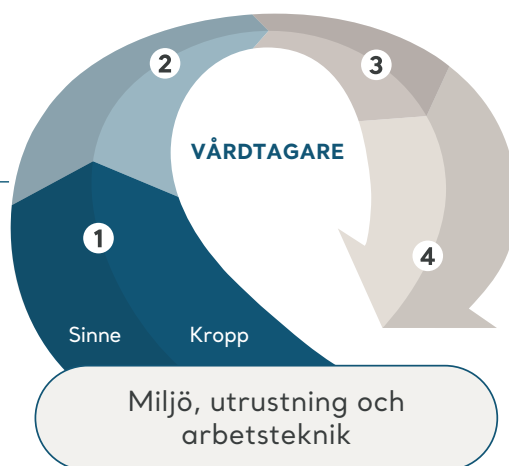 2
3
VÅRDTAGARE
1
4
Sinne Kropp
Miljö, utrustning och
arbetsteknik